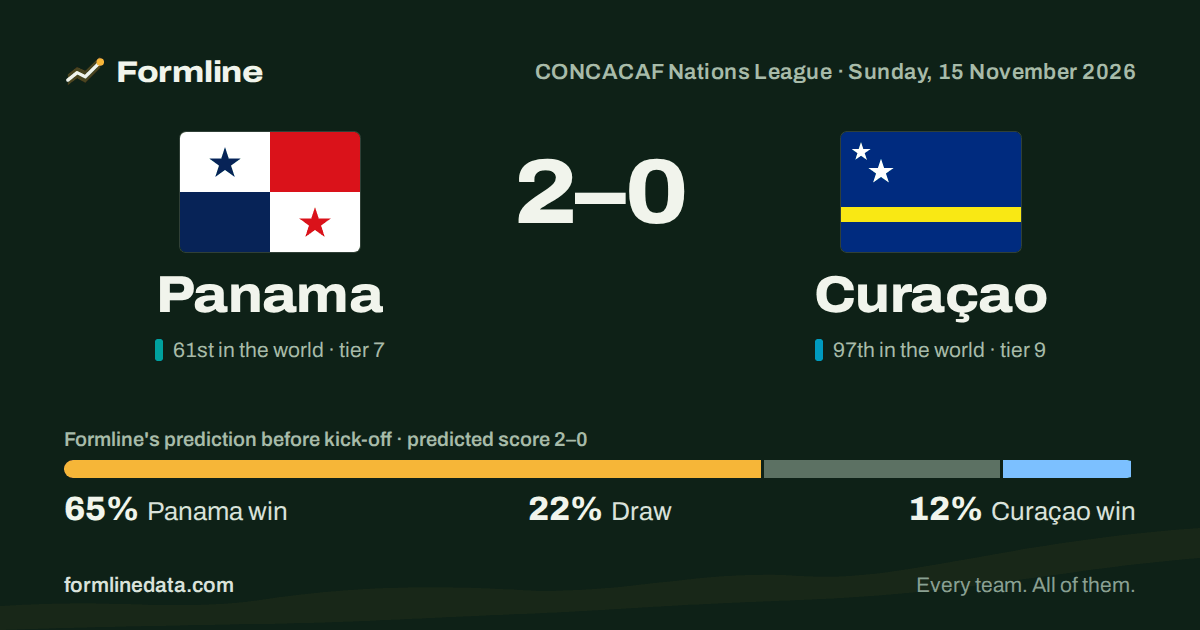 Formline
CONCACAF Nations League · Sunday, 15 November 2026
2–0
Panama
Curaçao
61st in the world · tier 7
97th in the world · tier 9
Formline's prediction before kick-off · predicted score 2–0
65% Panama win
22% Draw
12% Curaçao win
formlinedata.com
Every team. All of them.